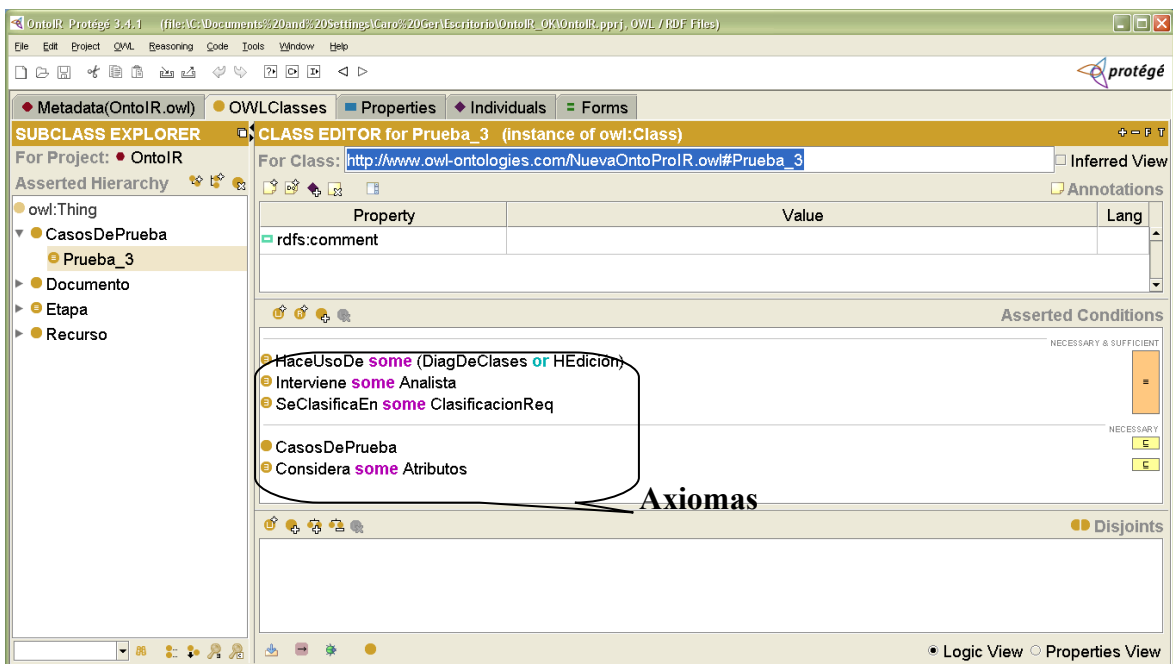 OntoIR Protégé 3.4.1 (file:\C:\Documents%20and%20Settings\Caro%20Ger\Escritorio\OntoIR_OK\OntoIR.pprj, OWL / RDF Files)
File Edit Project OWL Reasoning Code Tools Window Help
protégé
Metadata(OntoIR.owl) OWLClasses Properties Individuals Forms
SUBCLASS EXPLORER
For Project: OntoIR
Asserted Hierarchy
owl:Thing
CasosDePrueba
Prueba_3
Documento
Etapa
Recurso
CLASS EDITOR for Prueba_3 (instance of owl:Class)
For Class: http://www.owl-ontologies.com/NuevaOntoProIR.owl#Prueba_3 Inferred View
Annotations
Property Value Lang
rdfs:comment
Asserted Conditions
NECESSARY & SUFFICIENT
HaceUsoDe some (DiagDeClases or HEdición)
Interviene some Analista
SeClasificaEn some ClasificacionReq
NECESSARY
CasosDePrueba
Considera some Atributos
Axiomas
Disjoints
Logic View Properties View